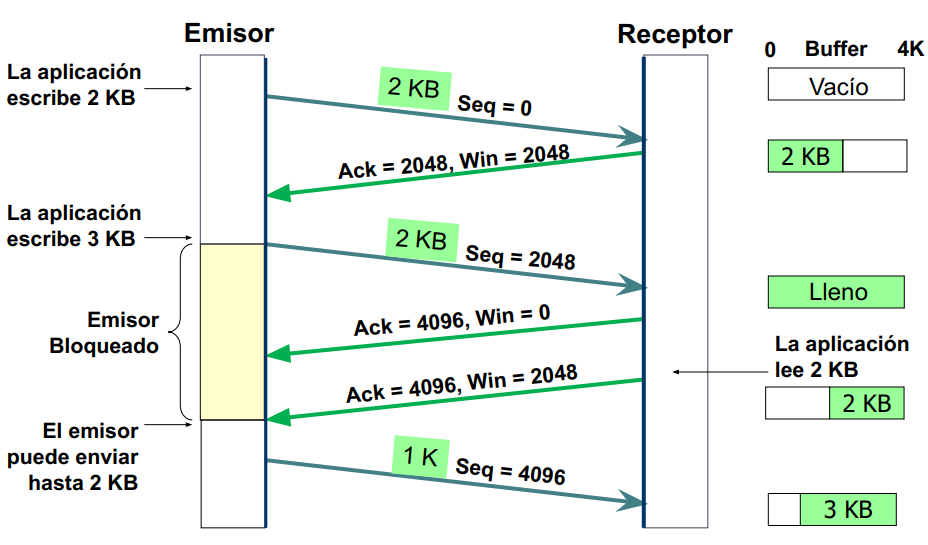 Emisor
Receptor
0 Buffer 4K
La aplicación
escribe 2 KB
2 KB
Seq = 0
Vacío
Ack = 2048, Win = 2048
2 KB
La aplicación
escribe 3 KB
2 KB
Seq = 2048
Lleno
Emisor
Bloqueado
Ack = 4096, Win = 0
La aplicación
lee 2 KB
Ack = 4096, Win = 2048
2 KB
El emisor
puede enviar
hasta 2 KB
1 K
Seq = 4096
3 KB